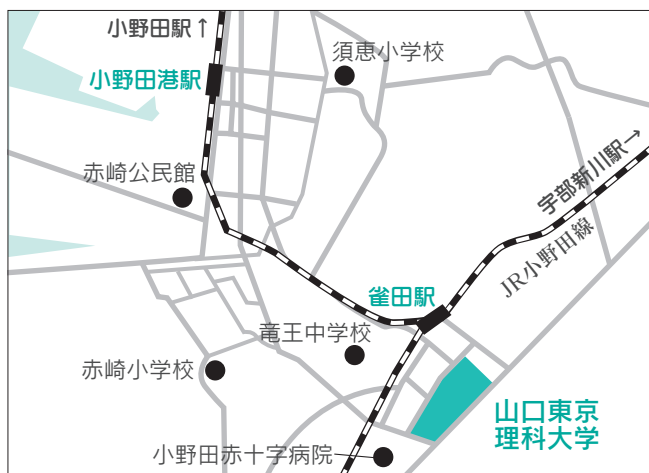 小野田駅↑
須恵小学校
小野田港駅
赤崎公民館
宇部新川駅→
JR小野田線
雀田駅
竜王中学校
赤崎小学校
山口東京
理科大学
小野田赤十字病院